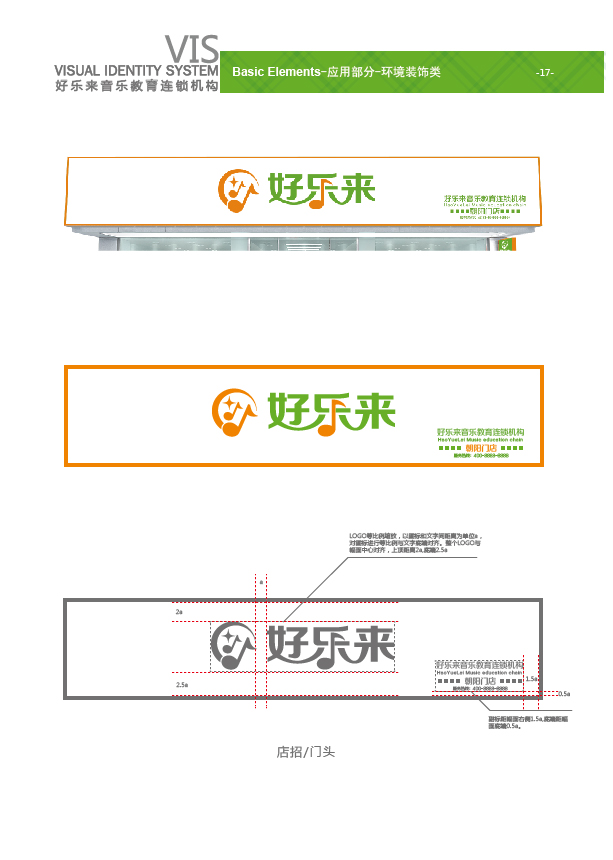 VIS
VISUAL IDENTITY SYSTEM
好乐来音乐教育连锁机构
Basic Elements-应用部分-环境装饰类
-17-
好乐来
好乐来音乐教育连锁机构
朝阳门店
好乐来
好乐来音乐教育连锁机构
HaoYueLai Music education chain
朝阳门店
服务热线：400-8888-8888
LOGO等比例缩放，以图标和文字间距离为单位a，
对图标进行等比例与文字底端对齐。整个LOGO与
幅面中心对齐，上顶距离2a,底端2.5a
a
2a
好乐来
2.5a
好乐来音乐教育连锁机构
HaoYueLai Music education chain
朝阳门店
服务热线：400-8888-8888
1.5a
0.5a
副标距幅面右侧1.5a,底端距幅
面底端0.5a。
店招/门头